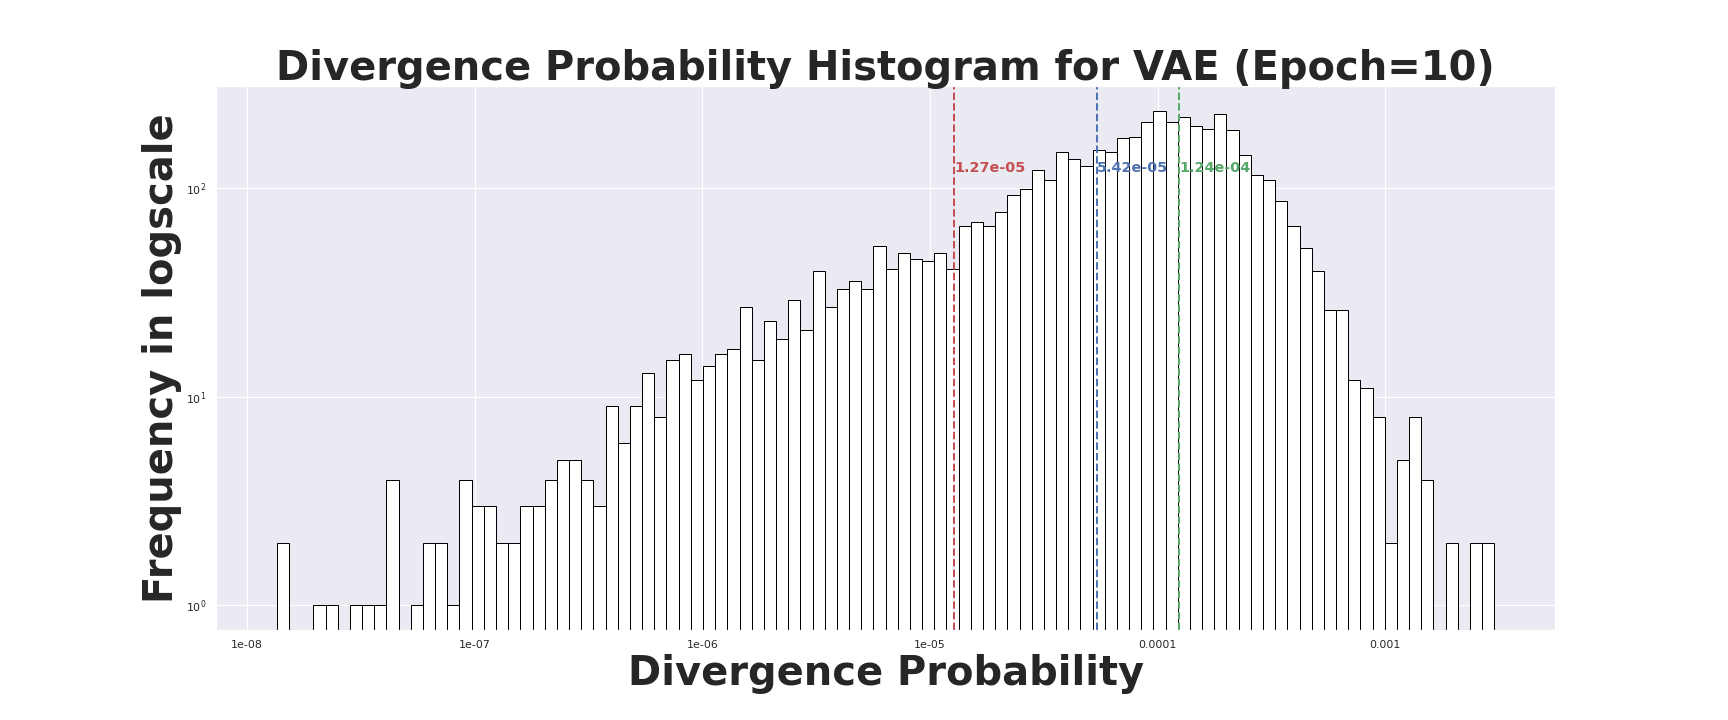 Divergence Probability Histogram for VAE (Epoch=10)
Frequency in logscale
10²
10¹
10⁰
1.27e-05
5.42e-05
1.24e-04
1e-08
1e-07
1e-06
1e-05
0.0001
0.001
Divergence Probability